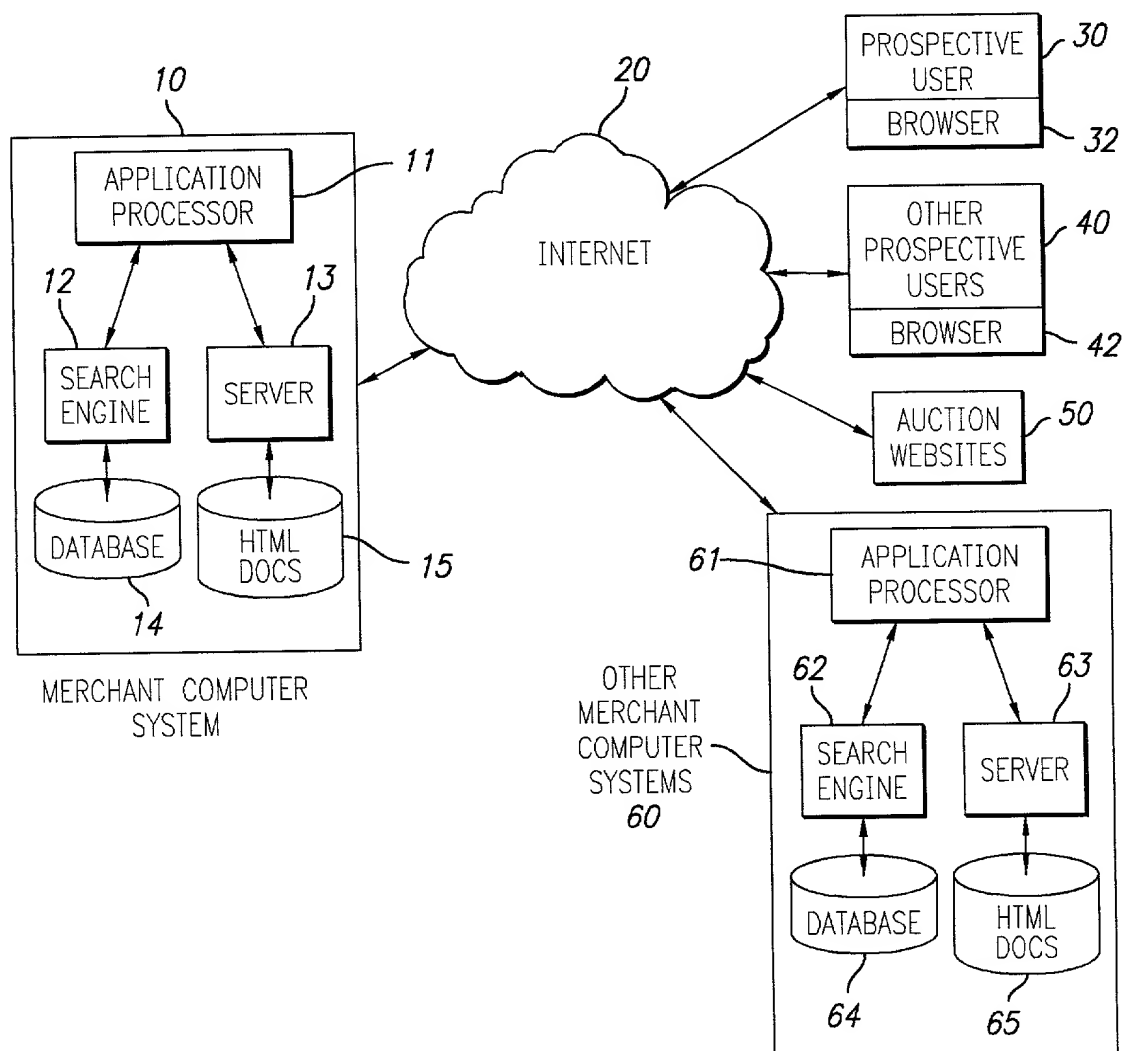 10
APPLICATION
PROCESSOR
11
12
SEARCH
ENGINE
13
SERVER
DATABASE
14
HTML
DOCS
15
MERCHANT COMPUTER
SYSTEM
20
INTERNET
PROSPECTIVE
USER
30
BROWSER
32
OTHER
PROSPECTIVE
USERS
40
BROWSER
42
AUCTION
WEBSITES
50
OTHER
MERCHANT
COMPUTER
SYSTEMS
60
61
APPLICATION
PROCESSOR
62
SEARCH
ENGINE
63
SERVER
DATABASE
64
HTML
DOCS
65